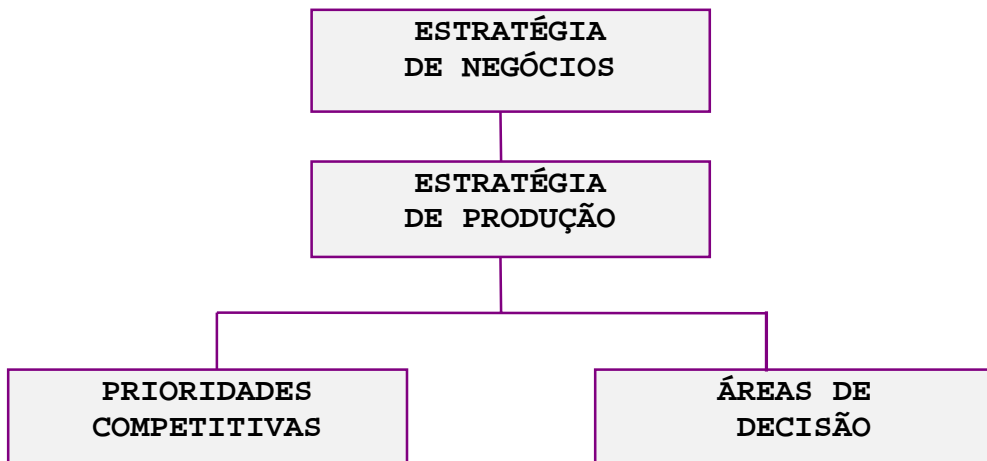 ESTRATÉGIA
DE NEGÓCIOS
ESTRATÉGIA
DE PRODUÇÃO
PRIORIDADES
COMPETITIVAS
ÁREAS DE
DECISÃO